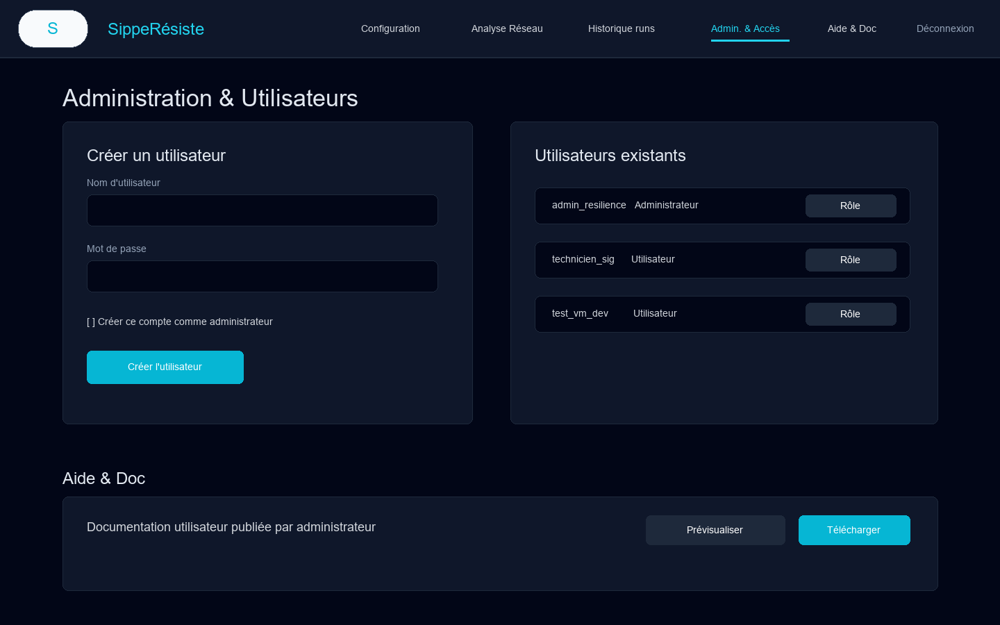 S
SippeRésiste
Configuration
Analyse Réseau
Historique runs
Admin. & Accès
Aide & Doc
Déconnexion
Administration & Utilisateurs
Créer un utilisateur
Nom d'utilisateur
Mot de passe
[ ] Créer ce compte comme administrateur
Créer l'utilisateur
Utilisateurs existants
admin_resilience Administrateur Rôle
technicien_sig Utilisateur Rôle
test_vm_dev Utilisateur Rôle
Aide & Doc
Documentation utilisateur publiée par administrateur
Prévisualiser
Télécharger